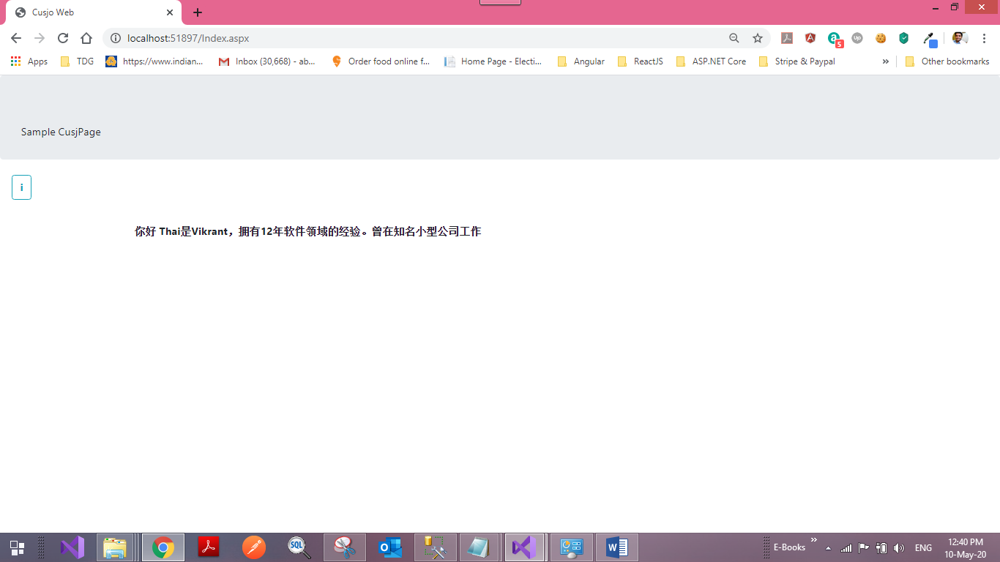 Cusjo Web
localhost:51897/Index.aspx
5
Apps TDG https://www.indian... Inbox (30,668) - ab... Order food online f... Home Page - Electi... Angular ReactJS ASP.NET Core Stripe & Paypal » Other bookmarks
Sample CusjPage
i
你好 Thai是Vikrant，拥有12年软件领域的经验。曾在知名小型公司工作
E-Books » ENG 12:40 PM
10-May-20
SQL